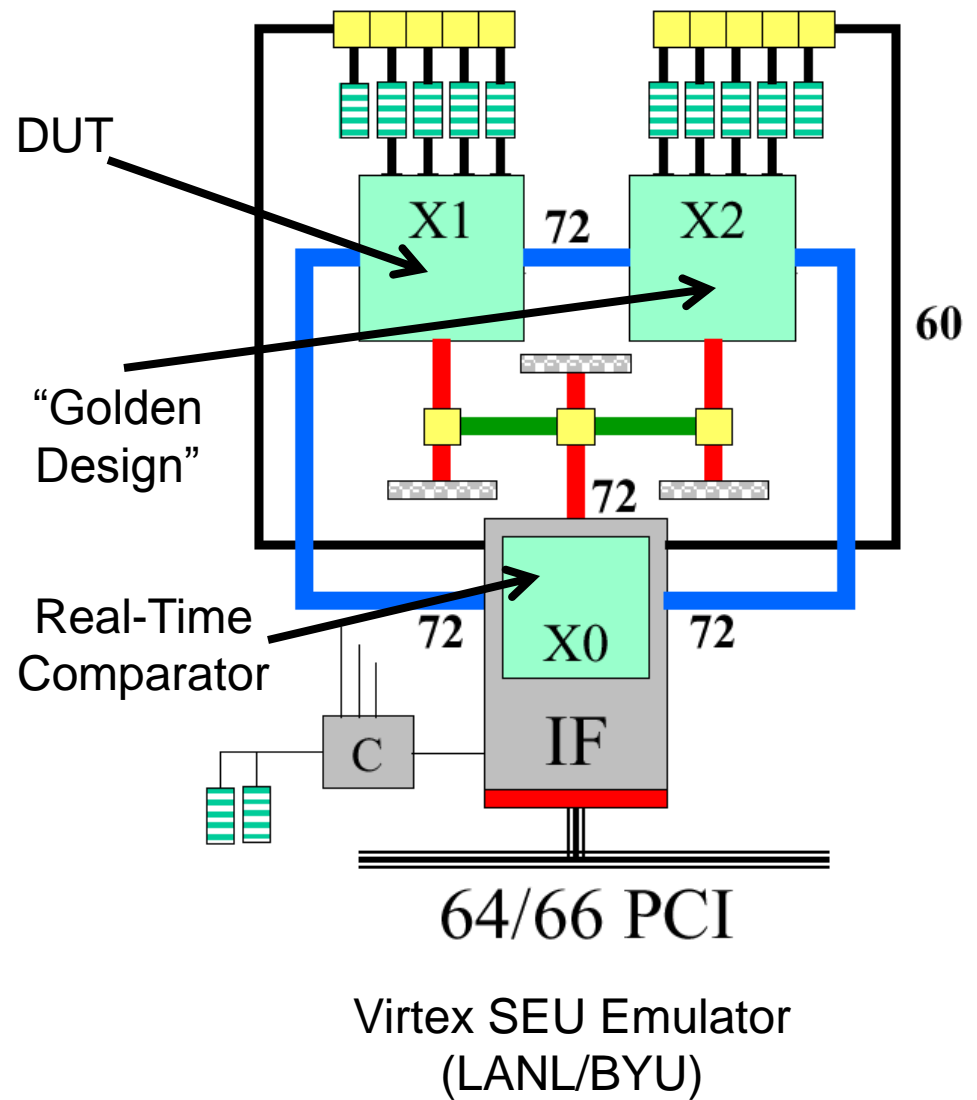 DUT
X1
72
X2
60
“Golden
Design”
72
Real-Time
Comparator
72
X0
72
IF
C
64/66 PCI
Virtex SEU Emulator
(LANL/BYU)